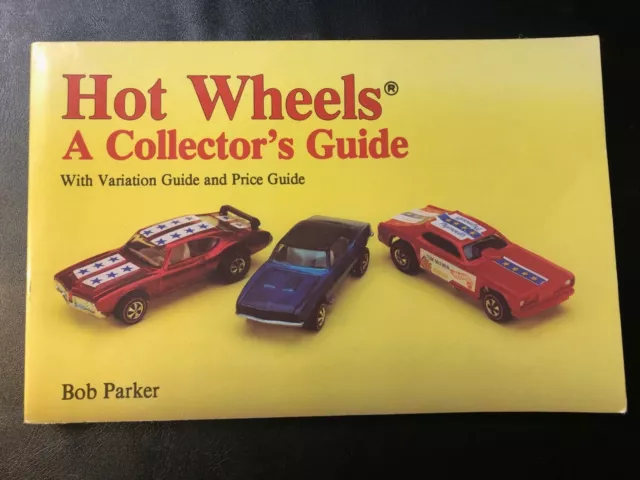 Hot Wheels®
A Collector's Guide
With Variation Guide and Price Guide
Bob Parker